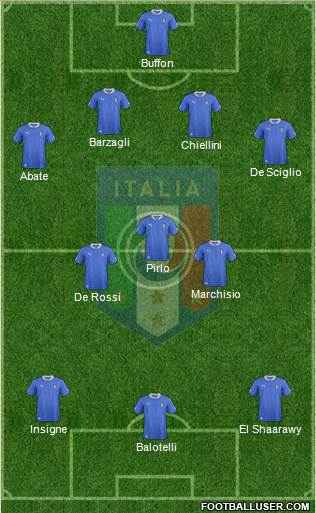 Buffon
Barzagli
Chiellini
Abate
De Sciglio
ITALIA
Pirlo
De Rossi
Marchisio
Insigne
El Shaarawy
Balotelli
FOOTBALLUSER.COM